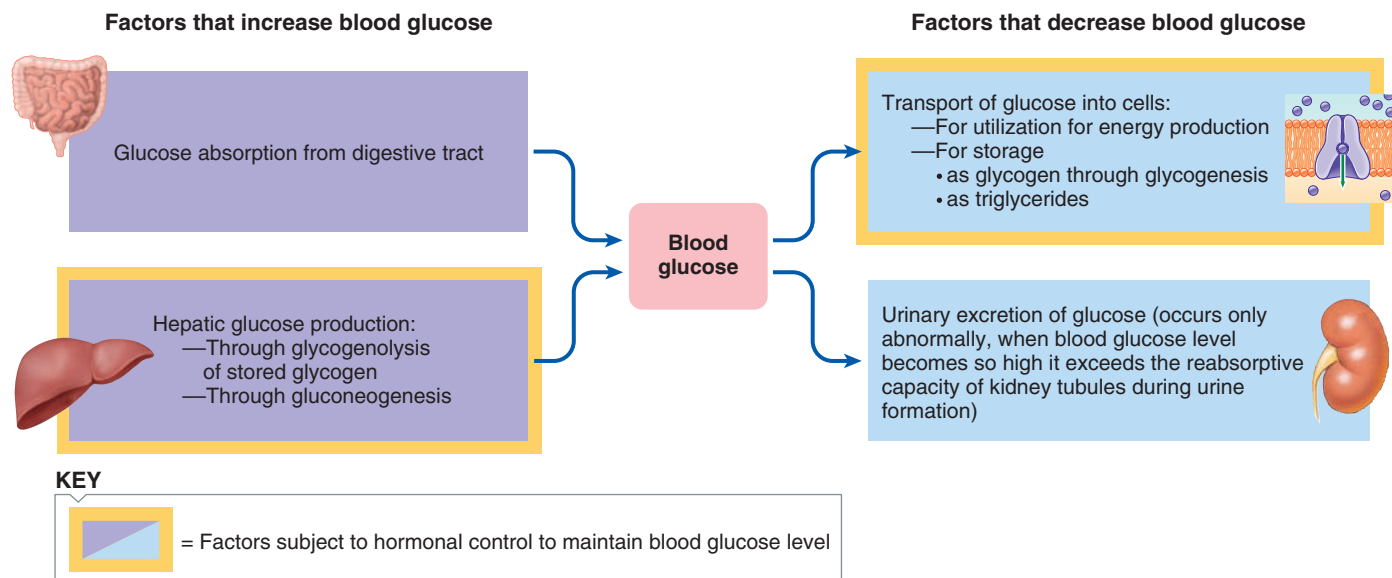 Factors that increase blood glucose
Glucose absorption from digestive tract
Hepatic glucose production:
—Through glycogenolysis
of stored glycogen
—Through gluconeogenesis
Blood
glucose
Factors that decrease blood glucose
Transport of glucose into cells:
—For utilization for energy production
—For storage
• as glycogen through glycogenesis
• as triglycerides
Urinary excretion of glucose (occurs only
abnormally, when blood glucose level
becomes so high it exceeds the reabsorptive
capacity of kidney tubules during urine
formation)
KEY
= Factors subject to hormonal control to maintain blood glucose level